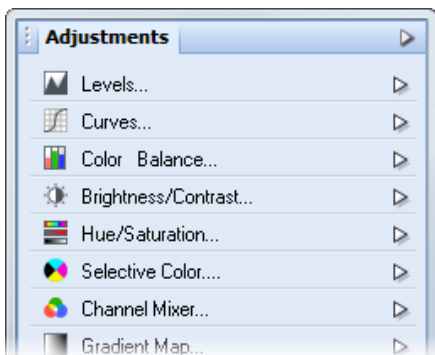 Adjustments
Levels...
Curves...
Color Balance...
Brightness/Contrast...
Hue/Saturation...
Selective Color....
Channel Mixer...
Gradient Map...